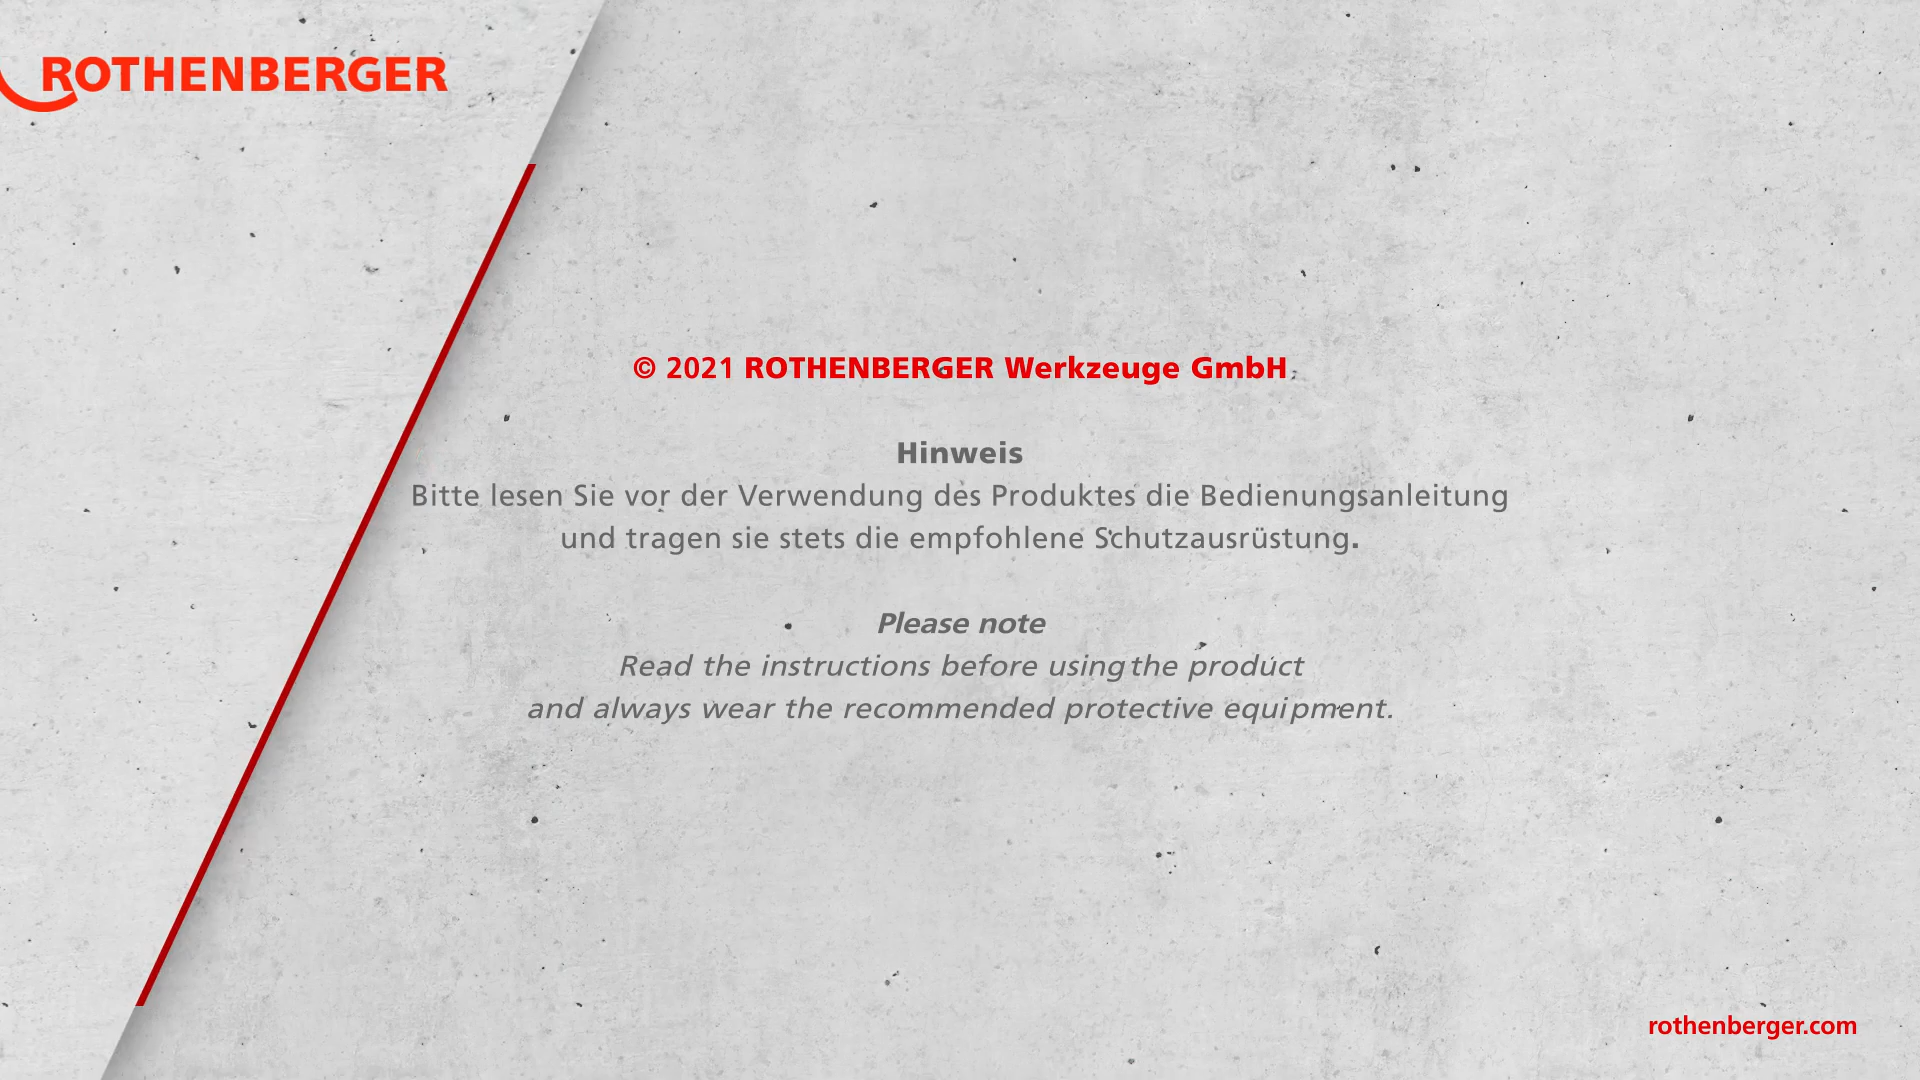 ROTHENBERGER
© 2021 ROTHENBERGER Werkzeuge GmbH
Hinweis
Bitte lesen Sie vor der Verwendung des Produktes die Bedienungsanleitung
und tragen sie stets die empfohlene Schutzausrüstung.
Please note
Read the instructions before using the product
and always wear the recommended protective equipment.
rothenberger.com